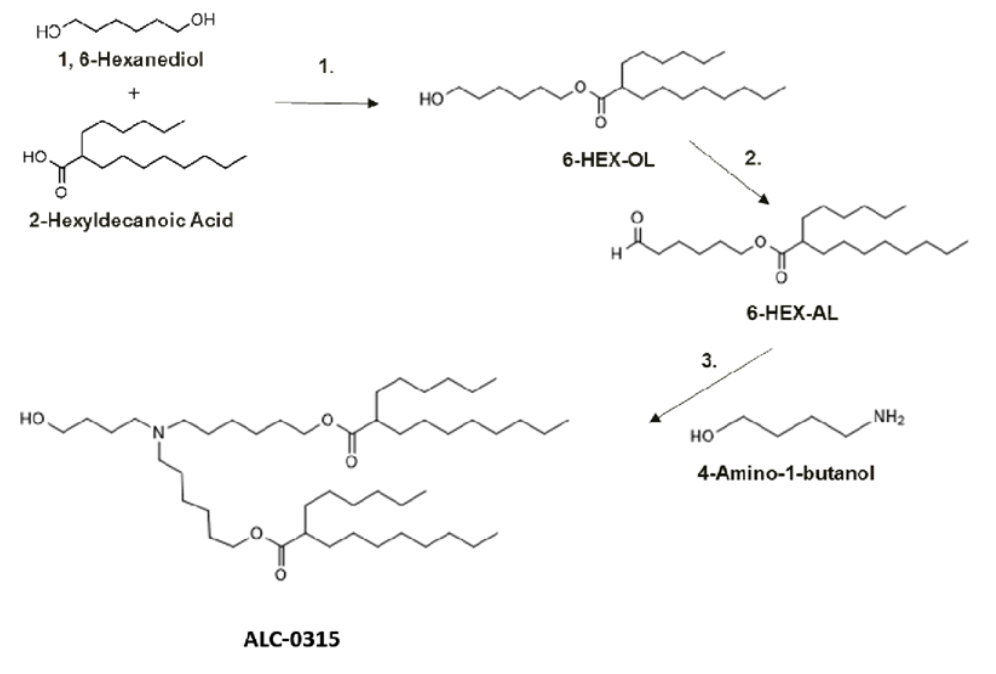 HO
OH
1, 6-Hexanediol
+
1.
HO
O
2-Hexyldecanoic Acid
HO
O
O
6-HEX-OL
2.
O
H
O
O
6-HEX-AL
3.
HO
NH2
4-Amino-1-butanol
HO
N
O
O
O
O
ALC-0315